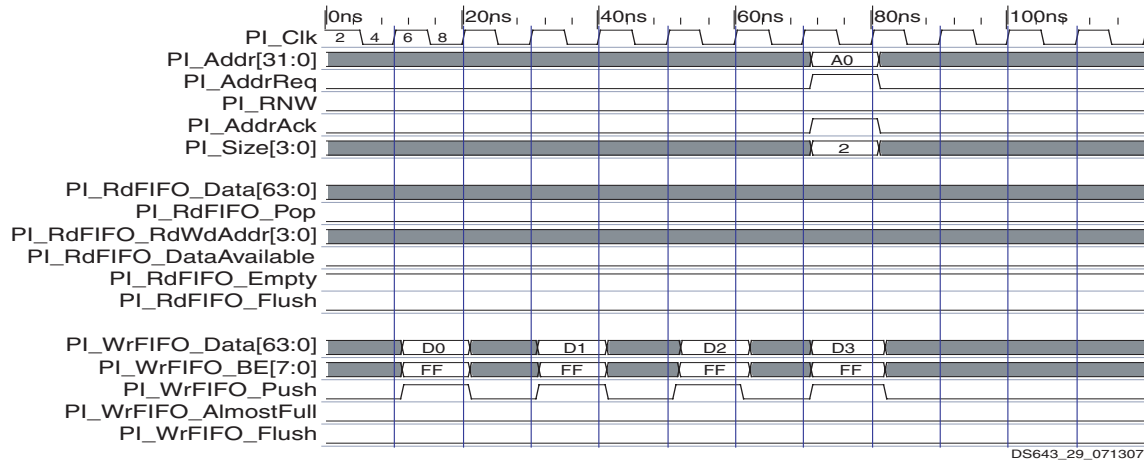 0ns 20ns 40ns 60ns 80ns 100ns
PI_Clk 2 4 6 8
PI_Addr[31:0] A0
PI_AddrReq
PI_RNW
PI_AddrAck
PI_Size[3:0] 2
PI_RdFIFO_Data[63:0]
PI_RdFIFO_Pop
PI_RdFIFO_RdWdAddr[3:0]
PI_RdFIFO_DataAvailable
PI_RdFIFO_Empty
PI_RdFIFO_Flush
PI_WrFIFO_Data[63:0] D0 D1 D2 D3
PI_WrFIFO_BE[7:0] FF FF FF FF
PI_WrFIFO_Push
PI_WrFIFO_AlmostFull
PI_WrFIFO_Flush
DS643_29_071307